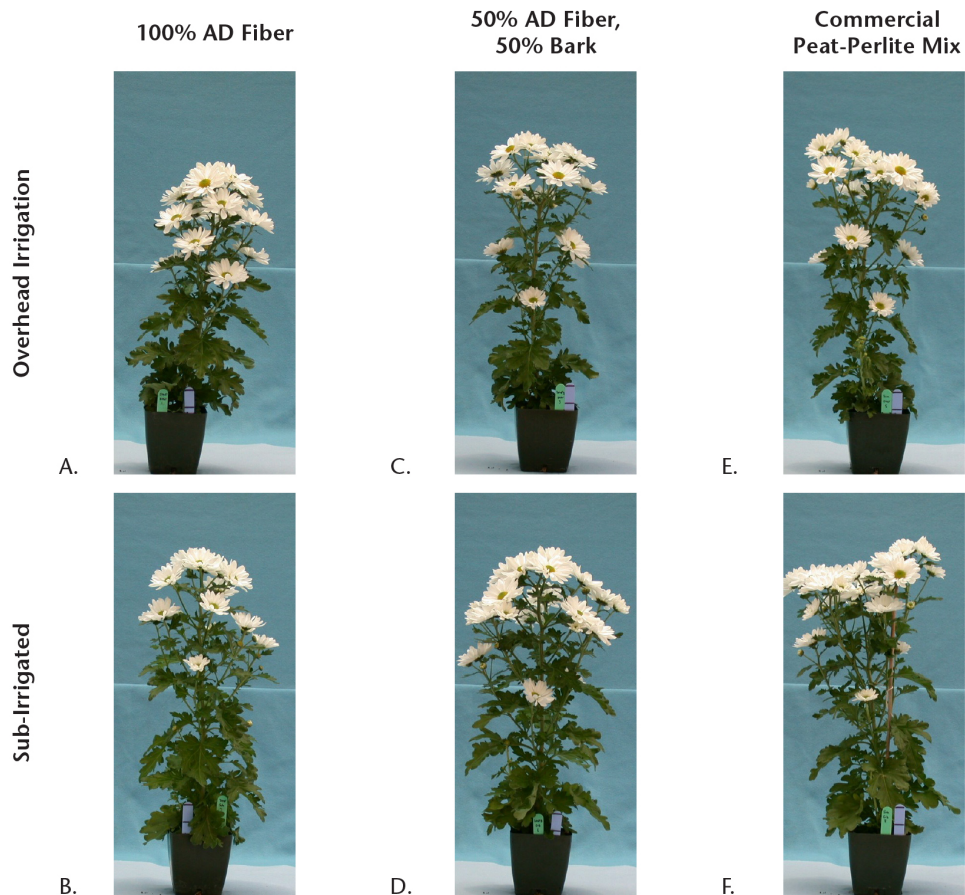 100% AD Fiber
50% AD Fiber,
50% Bark
Commercial
Peat-Perlite Mix
Overhead Irrigation
A.
C.
E.
Sub-Irrigated
B.
D.
F.